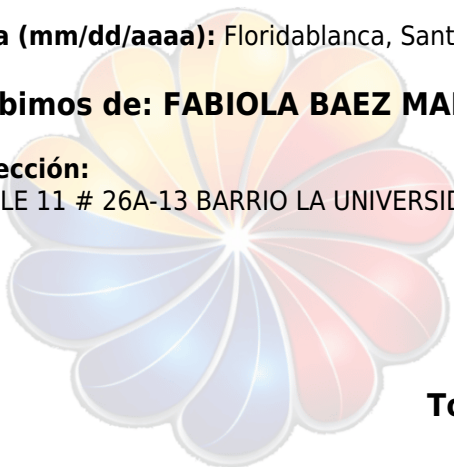 a (mm/dd/aaaa): Floridablanca, Sant
bimos de: FABIOLA BAEZ MA
ección:
LE 11 # 26A-13 BARRIO LA UNIVERSID
To